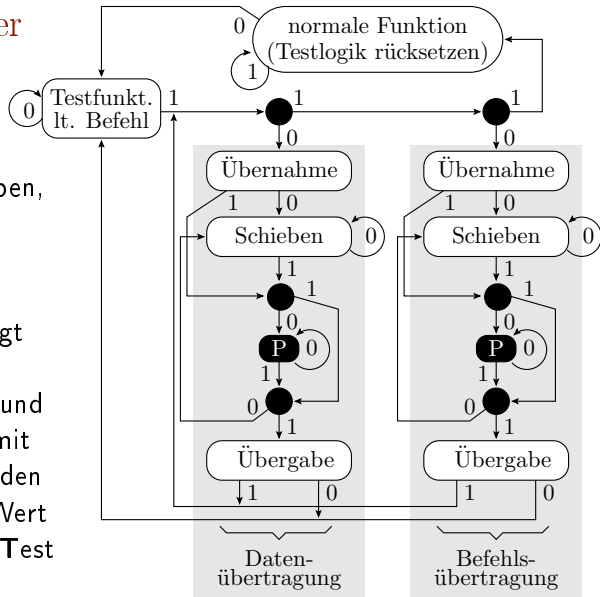 er
ben,
gt
und
mit
den
Wert
Test
0
normale Funktion
(Testlogik rücksetzen)
1
0
Testfunkt.
lt. Befehl
1
1
1
0
0
Übernahme
Übernahme
1
0
1
0
Schieben
0
Schieben
0
1
1
1
1
0
0
P
0
P
0
1
1
0
0
1
1
Übergabe
Übergabe
1
0
1
0
Daten-
übertragung
Befehls-
übertragung